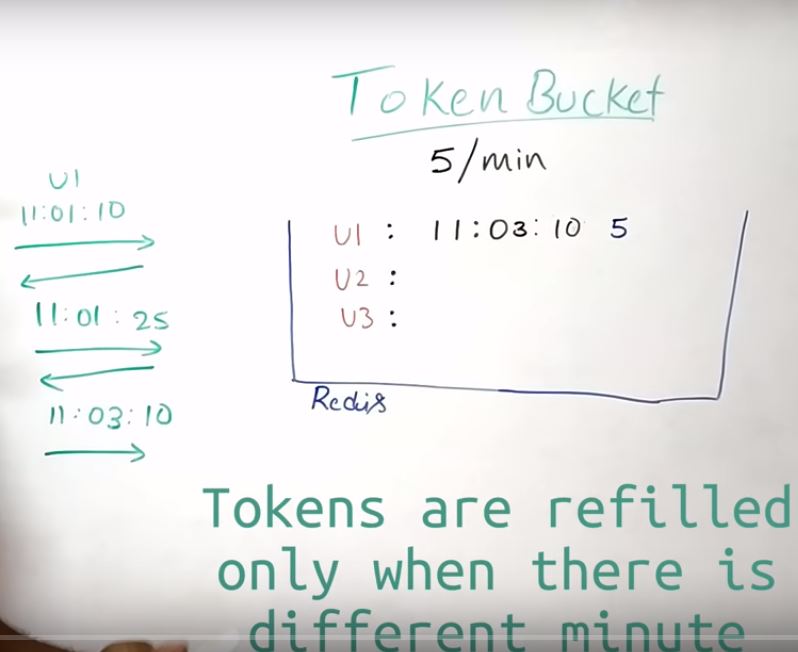 Token Bucket
5/min
U1
11:01:10
11:01:25
11:03:10
U1 : 11:03:10 5
U2 :
U3 :
Redis
Tokens are refilled
only when there is
different minute